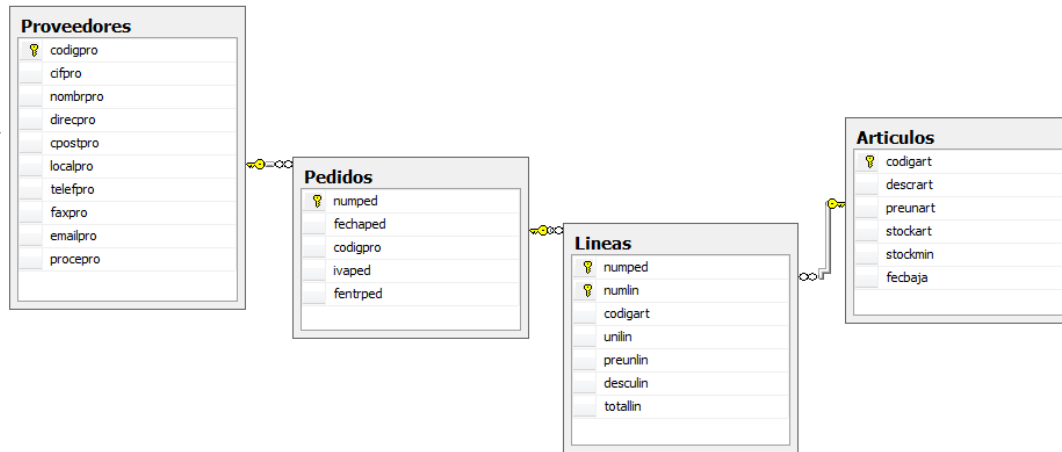 Proveedores
codigpro
cifpro
nombrpro
direcpro
cpostpro
localpro
telefpro
faxpro
emailpro
procepro
Pedidos
numped
fechaped
codigpro
ivaped
fentrped
Lineas
numped
numlin
codigart
unilin
preunlin
desculin
totallin
Articulos
codigart
descrart
preunart
stockart
stockmin
fecbaja